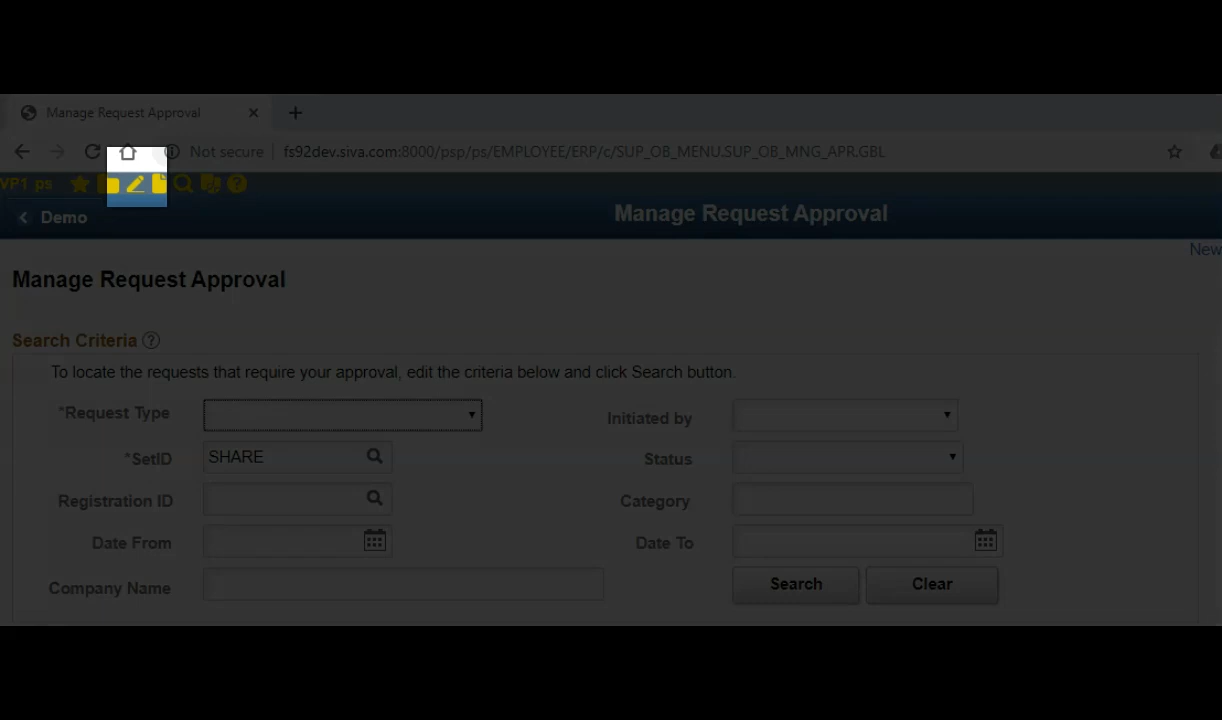 Manage Request Approval
Not secure fs92dev.siva.com:8000/psp/ps/EMPLOYEE/ERP/c/SUP_OB_MENU.SUP_OB_MNG_APR.GBL
VP1 ps
Demo
Manage Request Approval
New
Manage Request Approval
Search Criteria
To locate the requests that require your approval, edit the criteria below and click Search button.
*Request Type Initiated by
*SetID SHARE Status
Registration ID Category
Date From Date To
Company Name Search Clear